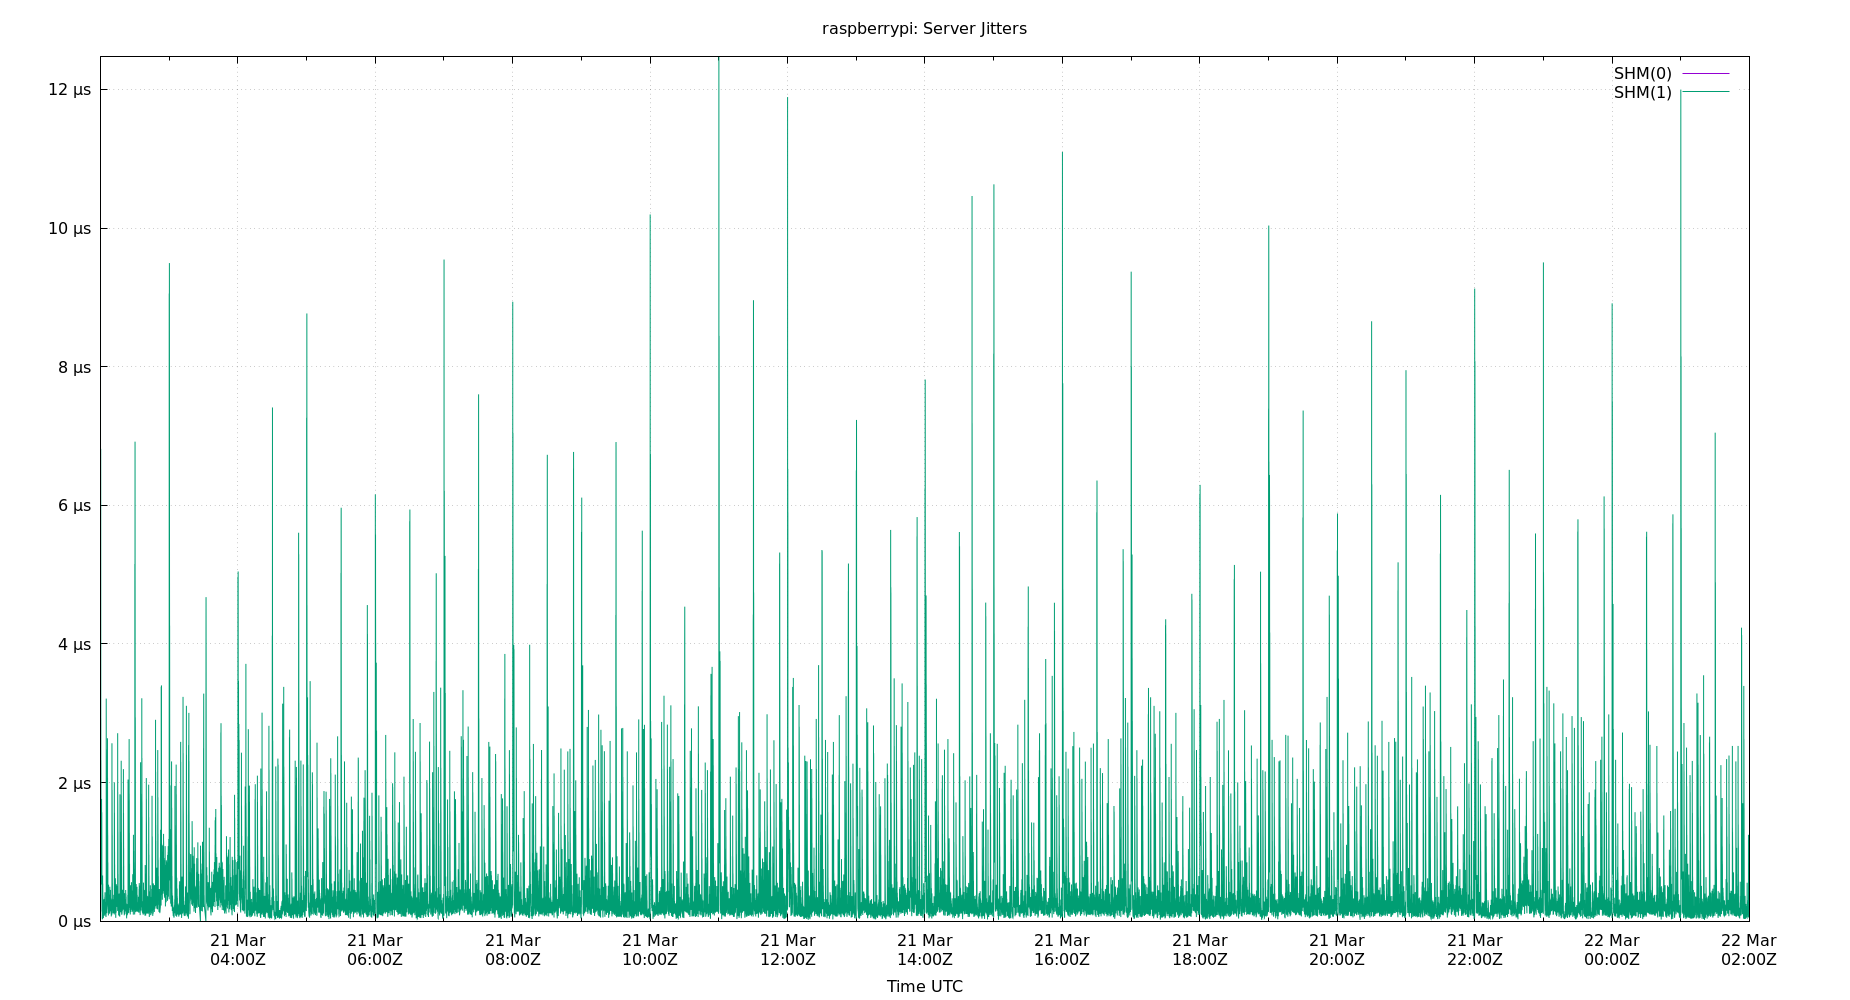 raspberrypi: Server Jitters
SHM(0)
SHM(1)
12 µs
10 µs
8 µs
6 µs
4 µs
2 µs
0 µs
21 Mar 21 Mar 21 Mar 21 Mar 21 Mar 21 Mar 21 Mar 21 Mar 21 Mar 21 Mar 22 Mar 22 Mar
04:00Z 06:00Z 08:00Z 10:00Z 12:00Z 14:00Z 16:00Z 18:00Z 20:00Z 22:00Z 00:00Z 02:00Z
Time UTC